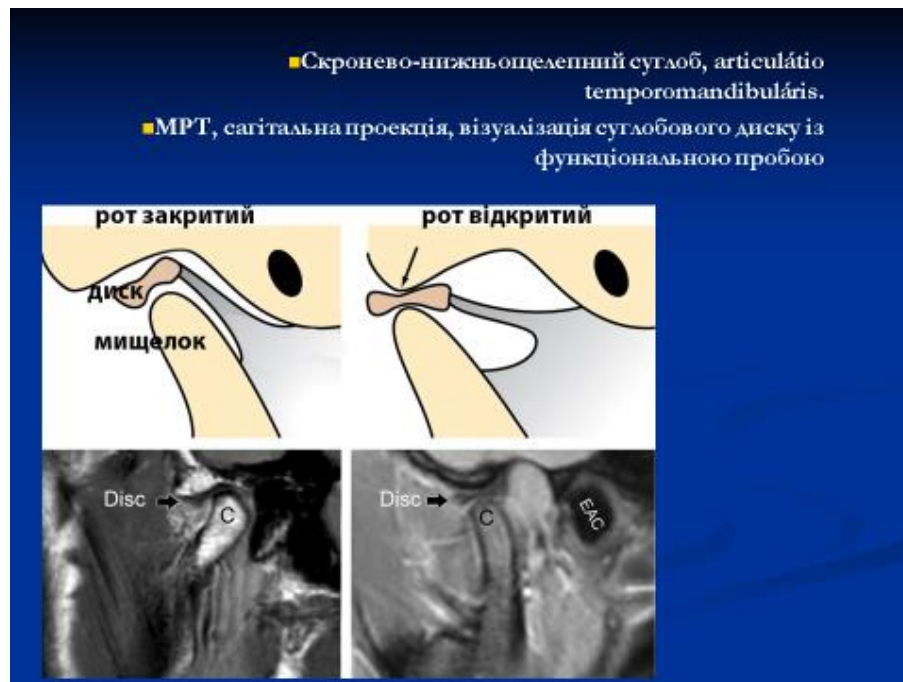 Скронево-нижньощелепний суглоб, articulátio
temporomandibuláris.
МРТ, сагітальна проекція, візуалізація суглобового диску із
функціональною пробою
рот закритий
рот відкритий
диск
мищелок
Disc
C
Disc
C
EAC